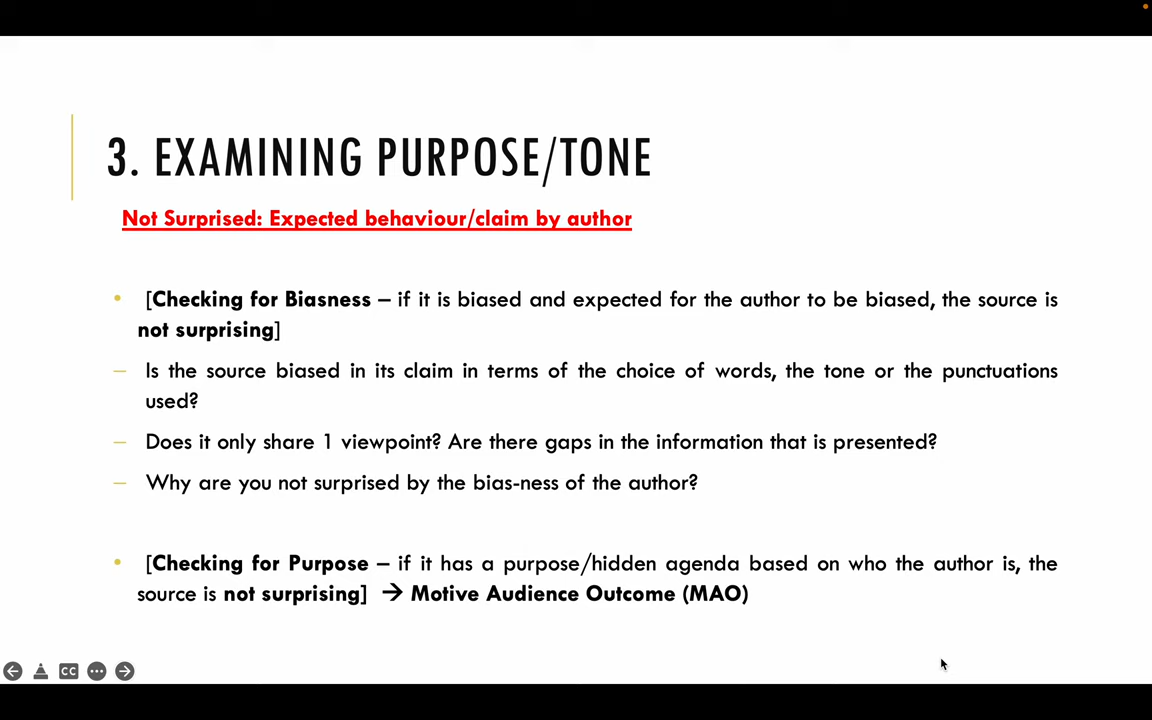 3. EXAMINING PURPOSE/TONE
Not Surprised: Expected behaviour/claim by author
• [Checking for Biasness – if it is biased and expected for the author to be biased, the source is
not surprising]
– Is the source biased in its claim in terms of the choice of words, the tone or the punctuations
used?
– Does it only share 1 viewpoint? Are there gaps in the information that is presented?
– Why are you not surprised by the bias-ness of the author?
• [Checking for Purpose – if it has a purpose/hidden agenda based on who the author is, the
source is not surprising] → Motive Audience Outcome (MAO)
CC